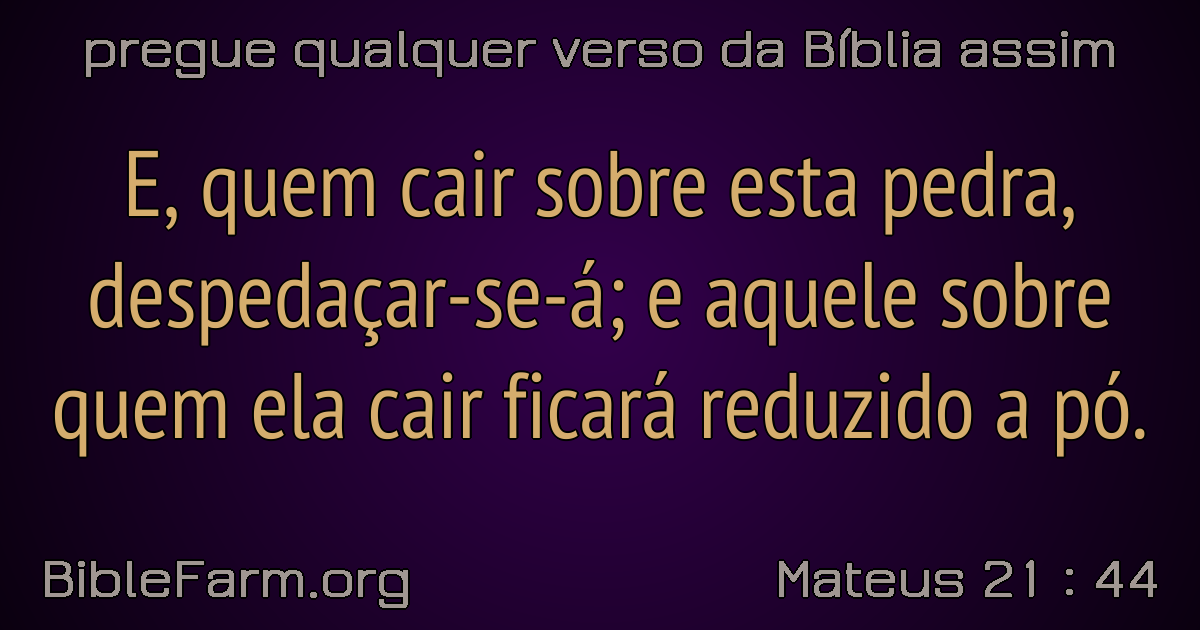 pregue qualquer verso da Bíblia assim
E, quem cair sobre esta pedra,
despedaçar-se-á; e aquele sobre
quem ela cair ficará reduzido a pó.
BibleFarm.org
Mateus 21 : 44